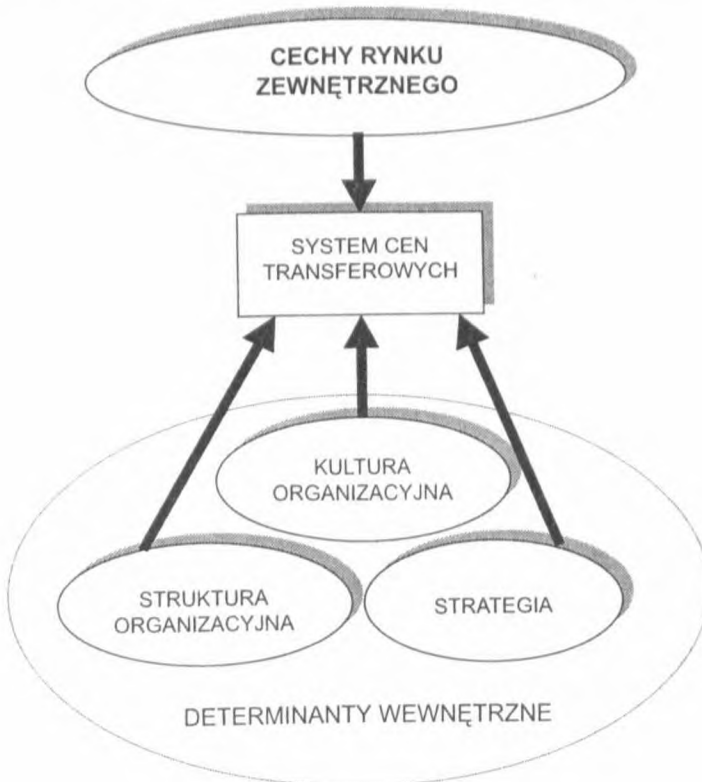 CECHY RYNKU
ZEWNĘTRZNEGO
SYSTEM CEN
TRANSFEROWYCH
KULTURA
ORGANIZACYJNA
STRUKTURA
ORGANIZACYJNA
STRATEGIA
DETERMINANTY WEWNĘTRZNE